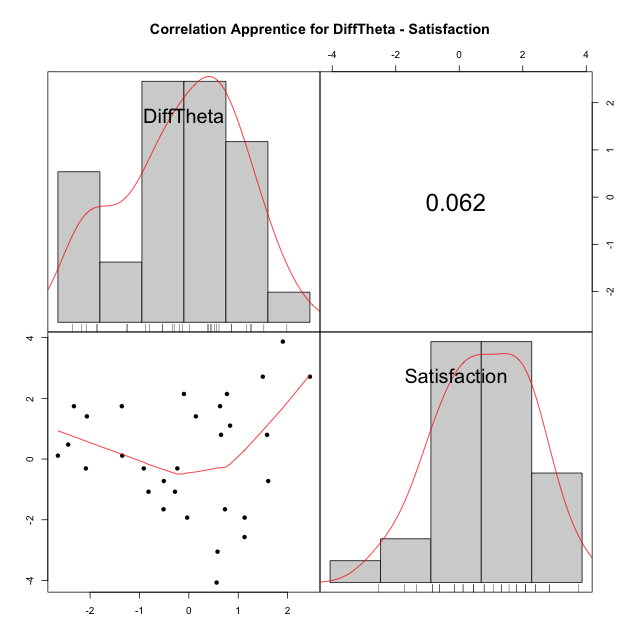 Correlation Apprentice for DiffTheta - Satisfaction
-4 -2 0 2 4
DiffTheta
0.062
2
1
0
-1
-2
4
2
0
-2
-4
Satisfaction
-2 -1 0 1 2